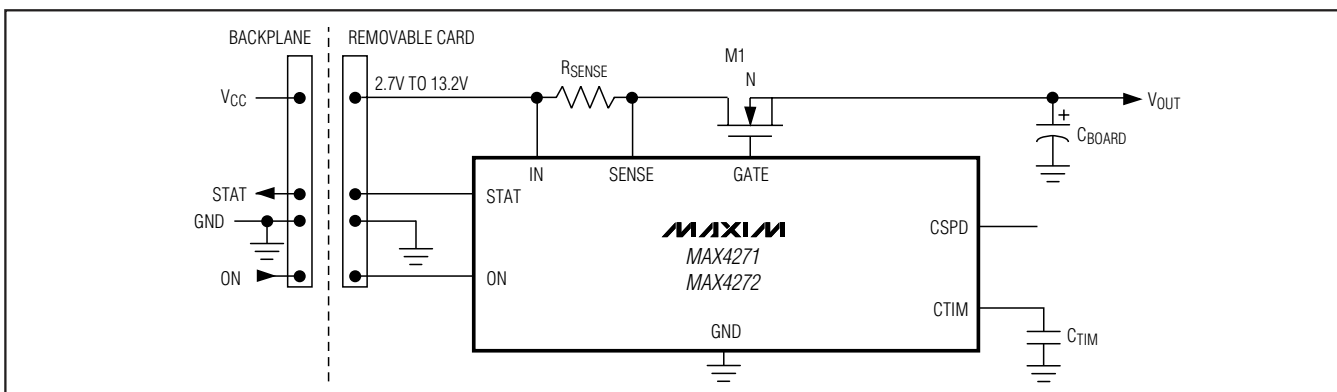 BACKPLANE
REMOVABLE CARD
M1
N
RSENSE
2.7V TO 13.2V
VCC
VOUT
+
CBOARD
IN
SENSE
GATE
STAT
STAT
GND
MAXIM
CSPD
MAX4271
ON
ON
MAX4272
CTIM
GND
CTIM